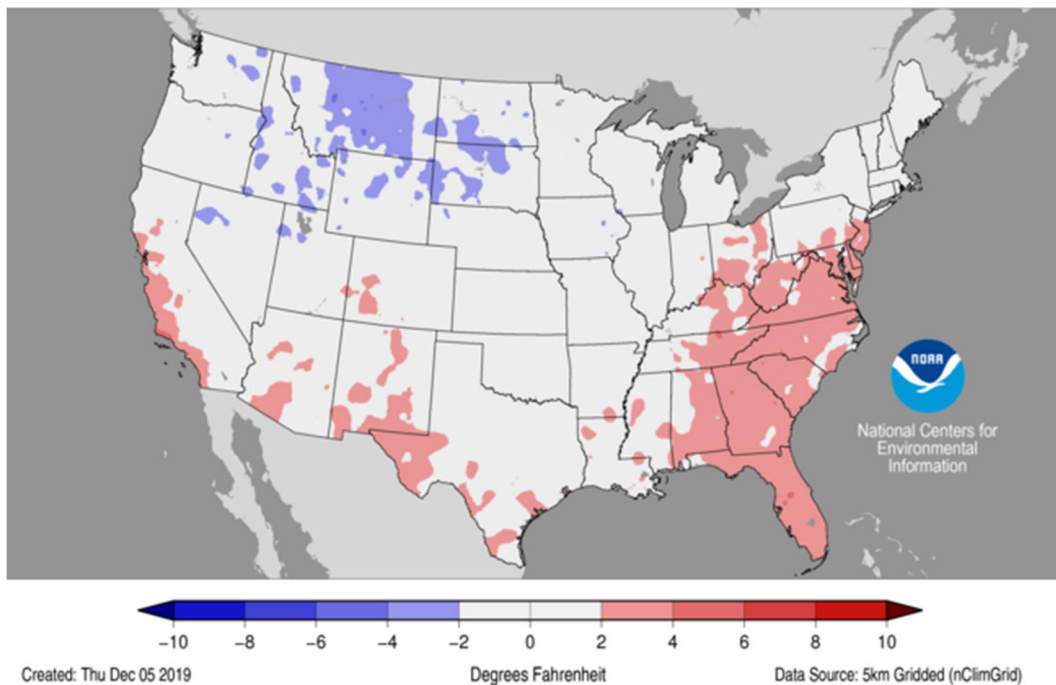 NOAA
National Centers for
Environmental
Information
−10 −8 −6 −4 −2 0 2 4 6 8 10
Created: Thu Dec 05 2019 Degrees Fahrenheit Data Source: 5km Gridded (nClimGrid)